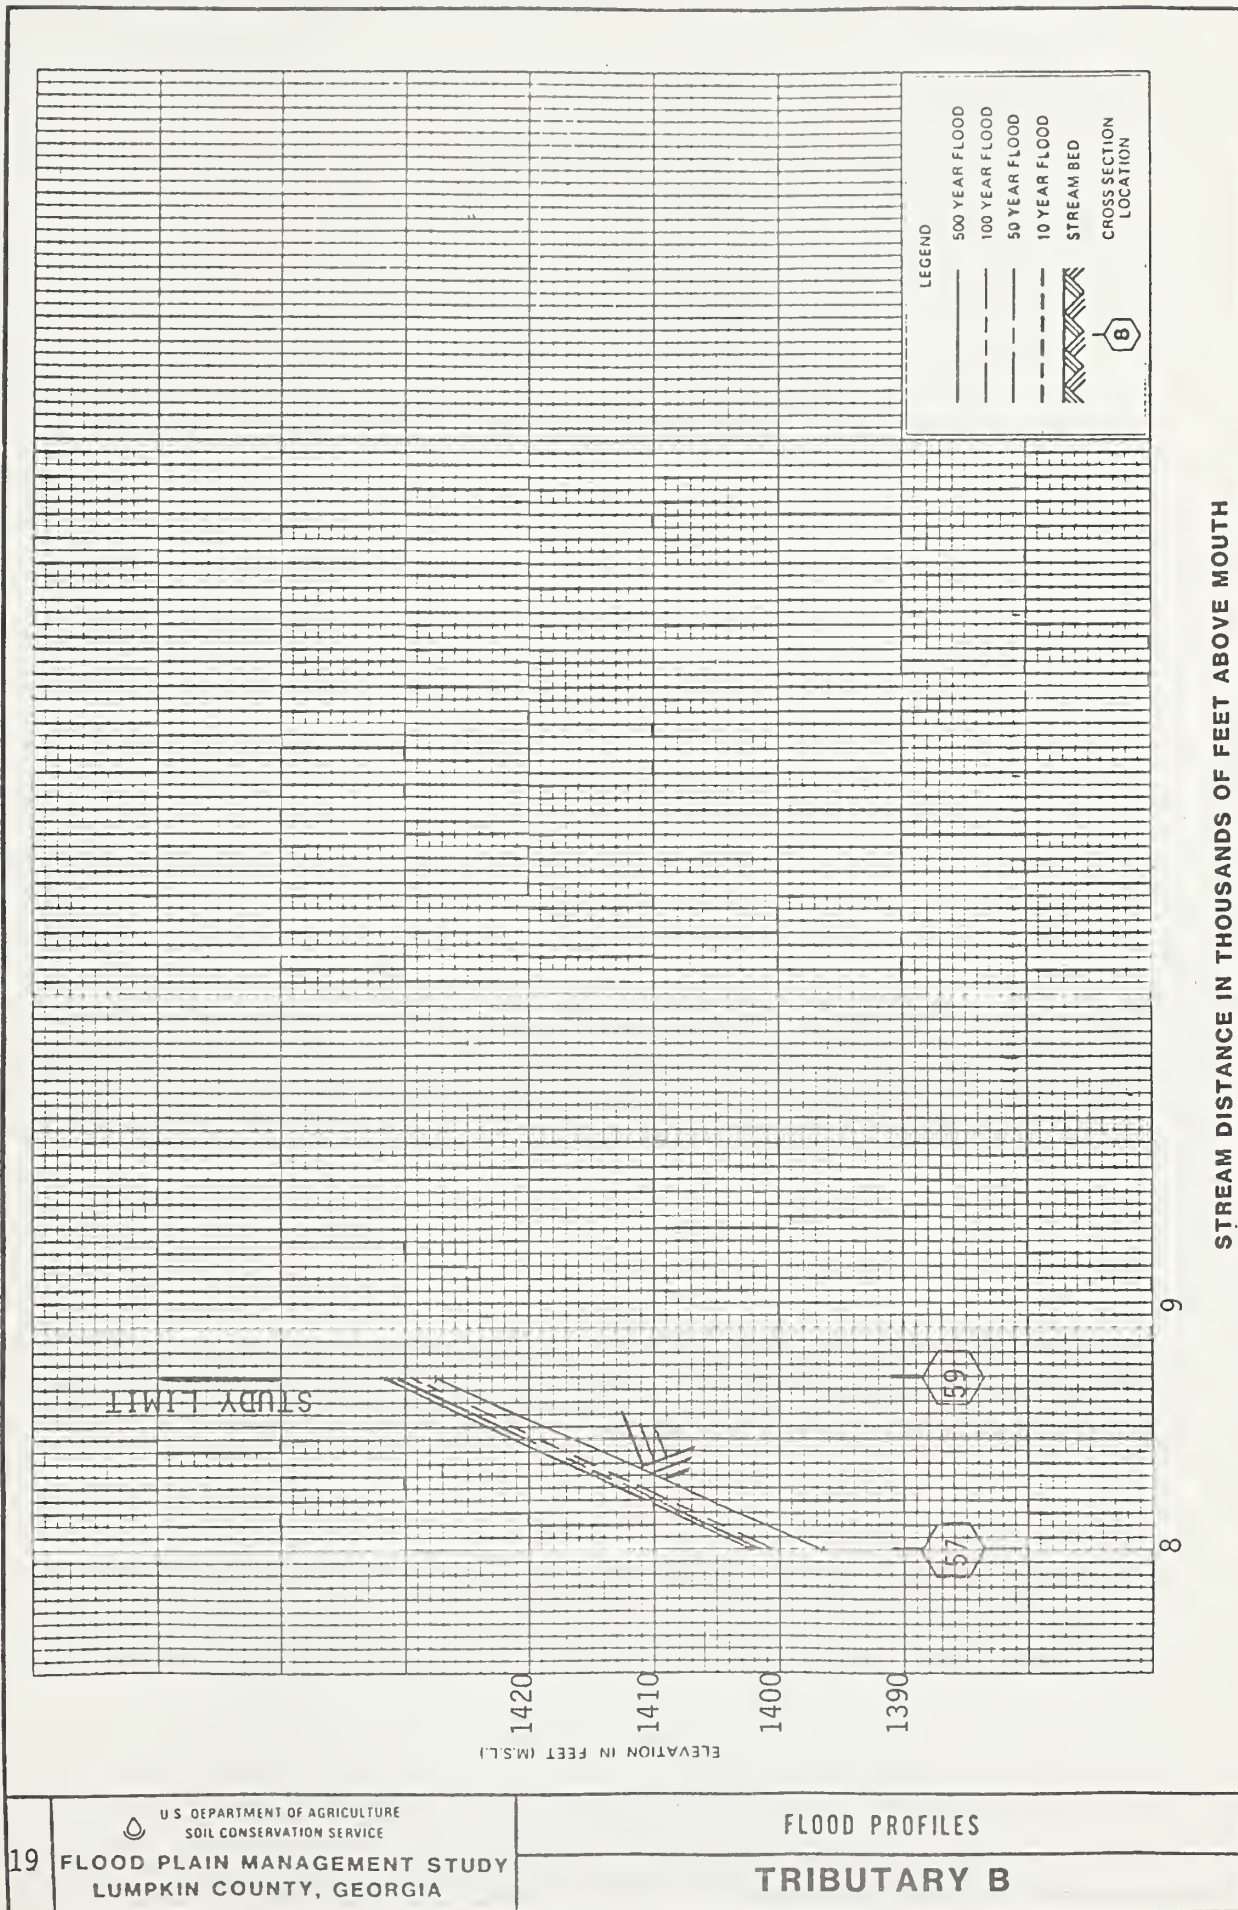 LEGEND
500 YEAR FLOOD
100 YEAR FLOOD
50 YEAR FLOOD
10 YEAR FLOOD
STREAM BED
CROSS SECTION
LOCATION
B
STUDY LIMIT
59
57
1420
1410
1400
1390
ELEVATION IN FEET (M.S.L.)
8
9
STREAM DISTANCE IN THOUSANDS OF FEET ABOVE MOUTH
19
U S DEPARTMENT OF AGRICULTURE
SOIL CONSERVATION SERVICE
FLOOD PLAIN MANAGEMENT STUDY
LUMPKIN COUNTY, GEORGIA
FLOOD PROFILES
TRIBUTARY B